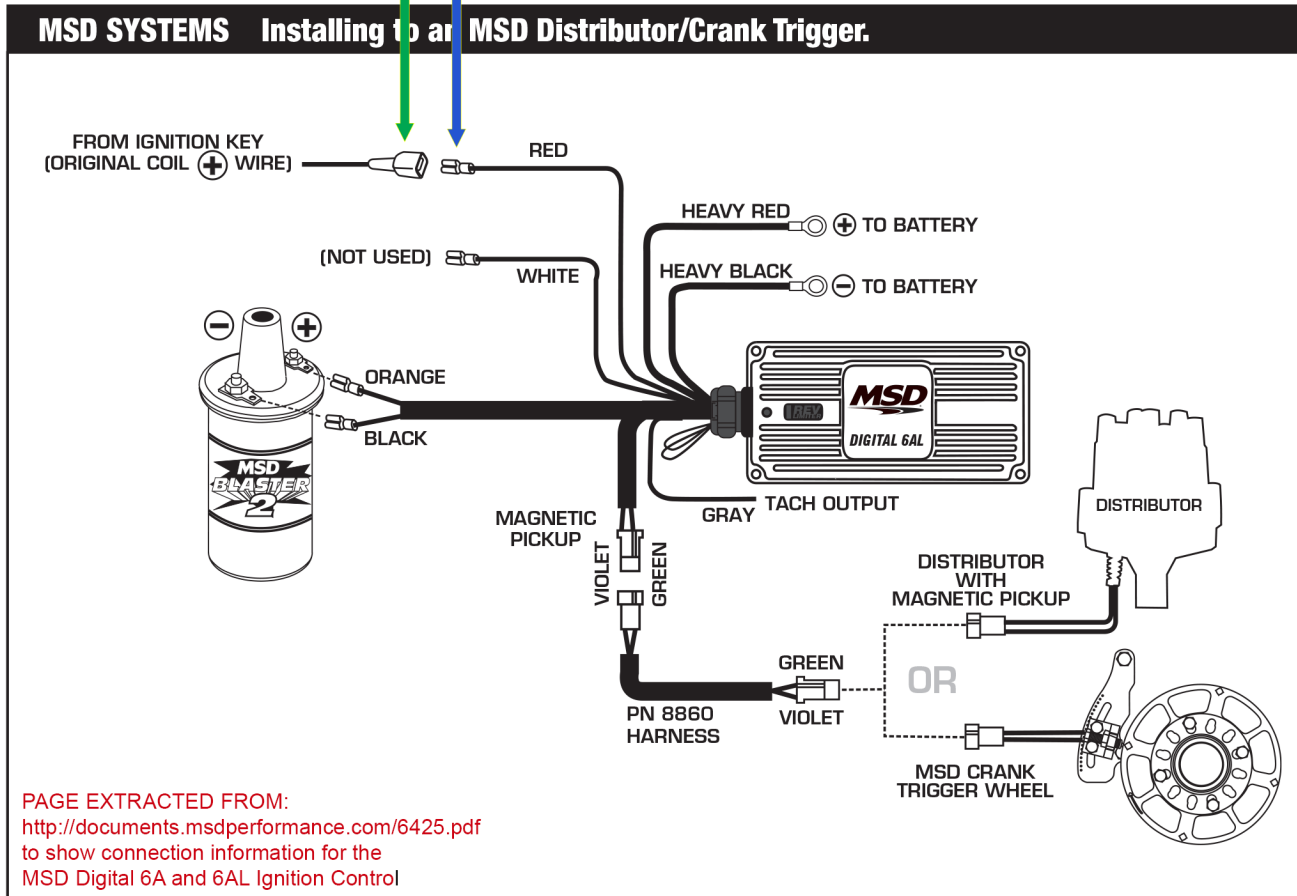 MSD SYSTEMS Installing to an MSD Distributor/Crank Trigger.
FROM IGNITION KEY
(ORIGINAL COIL + WIRE)
RED
HEAVY RED
+ TO BATTERY
(NOT USED)
WHITE
HEAVY BLACK
− TO BATTERY
− +
ORANGE
BLACK
MSD
BLASTER
2
MSD
REV
DIGITAL 6AL
GRAY
TACH OUTPUT
MAGNETIC
PICKUP
VIOLET
GREEN
DISTRIBUTOR
DISTRIBUTOR
WITH
MAGNETIC PICKUP
GREEN
VIOLET
OR
PN 8860
HARNESS
MSD CRANK
TRIGGER WHEEL
PAGE EXTRACTED FROM:
http://documents.msdperformance.com/6425.pdf
to show connection information for the
MSD Digital 6A and 6AL Ignition Control